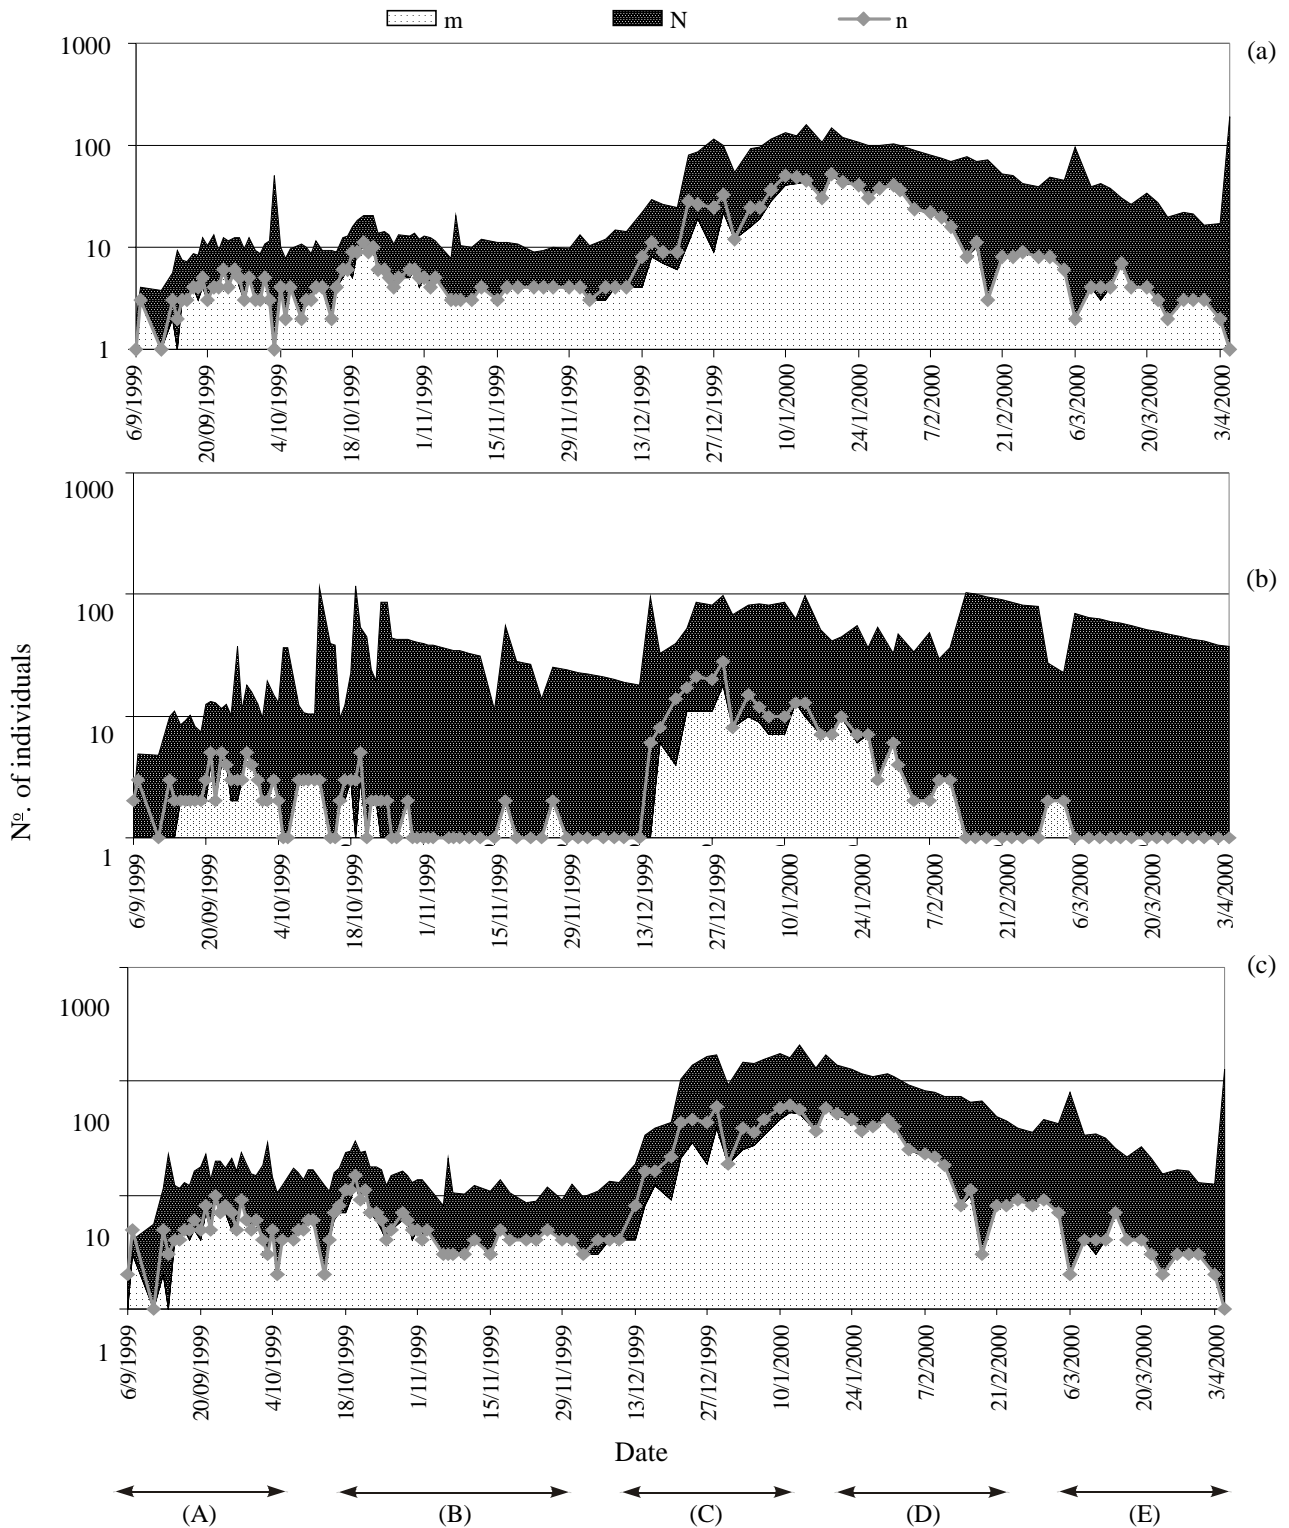 m N n
(a)
1000
100
10
1
6/9/1999 20/09/1999 4/10/1999 18/10/1999 1/11/1999 15/11/1999 29/11/1999 13/12/1999 27/12/1999 10/1/2000 24/1/2000 7/2/2000 21/2/2000 6/3/2000 20/3/2000 3/4/2000
Nº. of individuals
(b)
1000
100
10
1
6/9/1999 20/09/1999 4/10/1999 18/10/1999 1/11/1999 15/11/1999 29/11/1999 13/12/1999 27/12/1999 10/1/2000 24/1/2000 7/2/2000 21/2/2000 6/3/2000 20/3/2000 3/4/2000
(c)
1000
100
10
1
6/9/1999 20/09/1999 4/10/1999 18/10/1999 1/11/1999 15/11/1999 29/11/1999 13/12/1999 27/12/1999 10/1/2000 24/1/2000 7/2/2000 21/2/2000 6/3/2000 20/3/2000 3/4/2000
Date
(A) (B) (C) (D) (E)